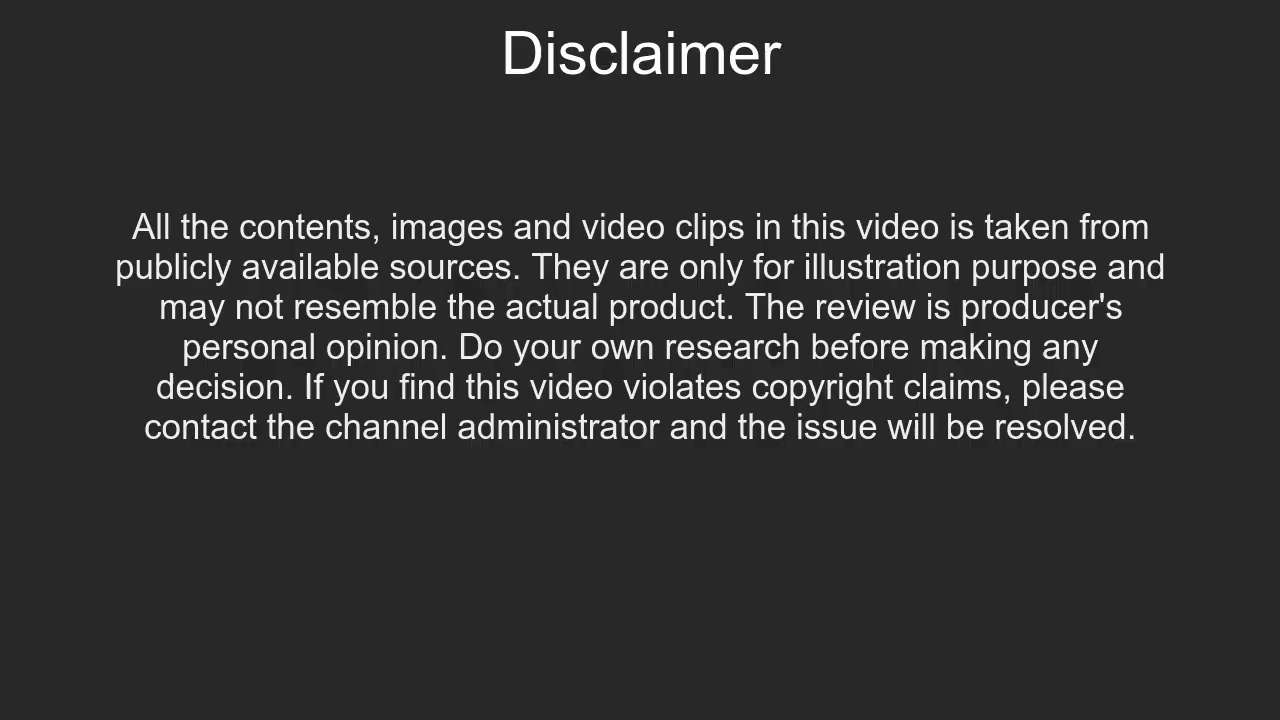 Disclaimer
All the contents, images and video clips in this video is taken from
publicly available sources. They are only for illustration purpose and
may not resemble the actual product. The review is producer's
personal opinion. Do your own research before making any
decision. If you find this video violates copyright claims, please
contact the channel administrator and the issue will be resolved.